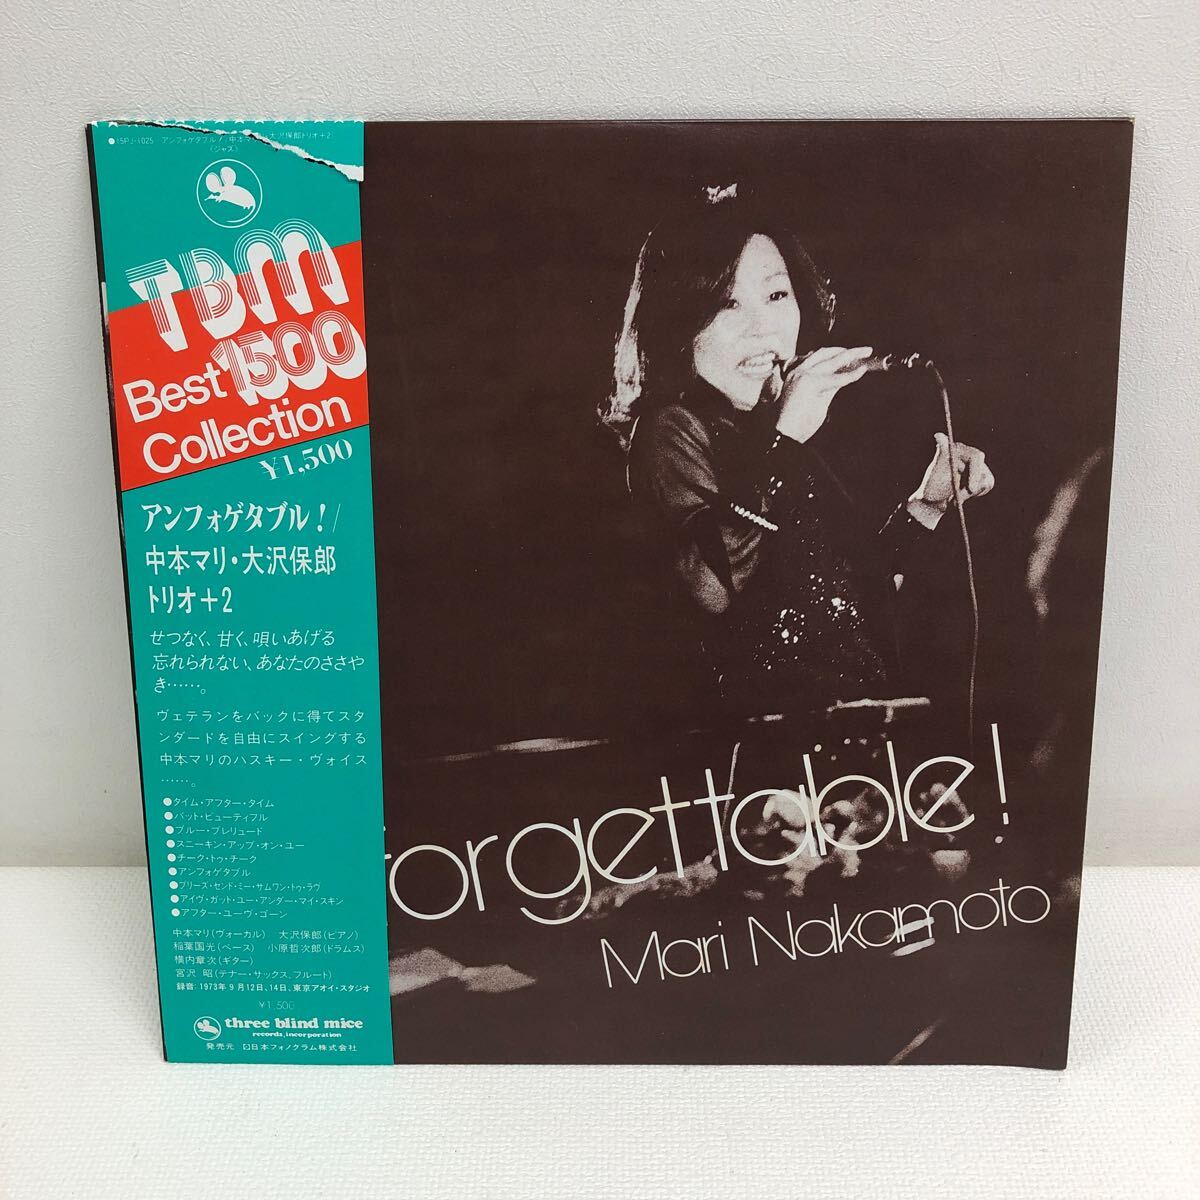 ●15PJ-1025 アンフォゲタブル!/中本マリ 大沢保郎トリオ+2
(ジャズ)
TBM
Best 1500
Collection
¥1,500
アンフォゲタブル!/
中本マリ・大沢保郎
トリオ+2
せつなく、甘く、唄いあげる
忘れられない、あなたのささや
き……。
ヴェテランをバックに得てスタ
ンダードを自由にスイングする
中本マリのハスキー・ヴォイス
……。
●タイム・アフター・タイム
●バット・ビューティフル
●ブルー・プレリュード
●スニーキン・アップ・オン・ユー
●チーク・トゥ・チーク
●アンフォゲタブル
●プリーズ・センド・ミー・サムワン・トゥ・ラヴ
●アイヴ・ガット・ユー・アンダー・マイ・スキン
●アフター・ユーヴ・ゴーン
中本マリ(ヴォーカル) 大沢保郎(ピアノ)
稲葉国光(ベース) 小原哲次郎(ドラムス)
横内章次(ギター)
宮沢 昭(テナー・サックス、フルート)
録音:1973年9月12日、14日、東京アオイ・スタジオ
¥1,500
three blind mice
records, incorporation
発売元 日本フォノグラム株式会社
forgettable!
Mari Nakamoto